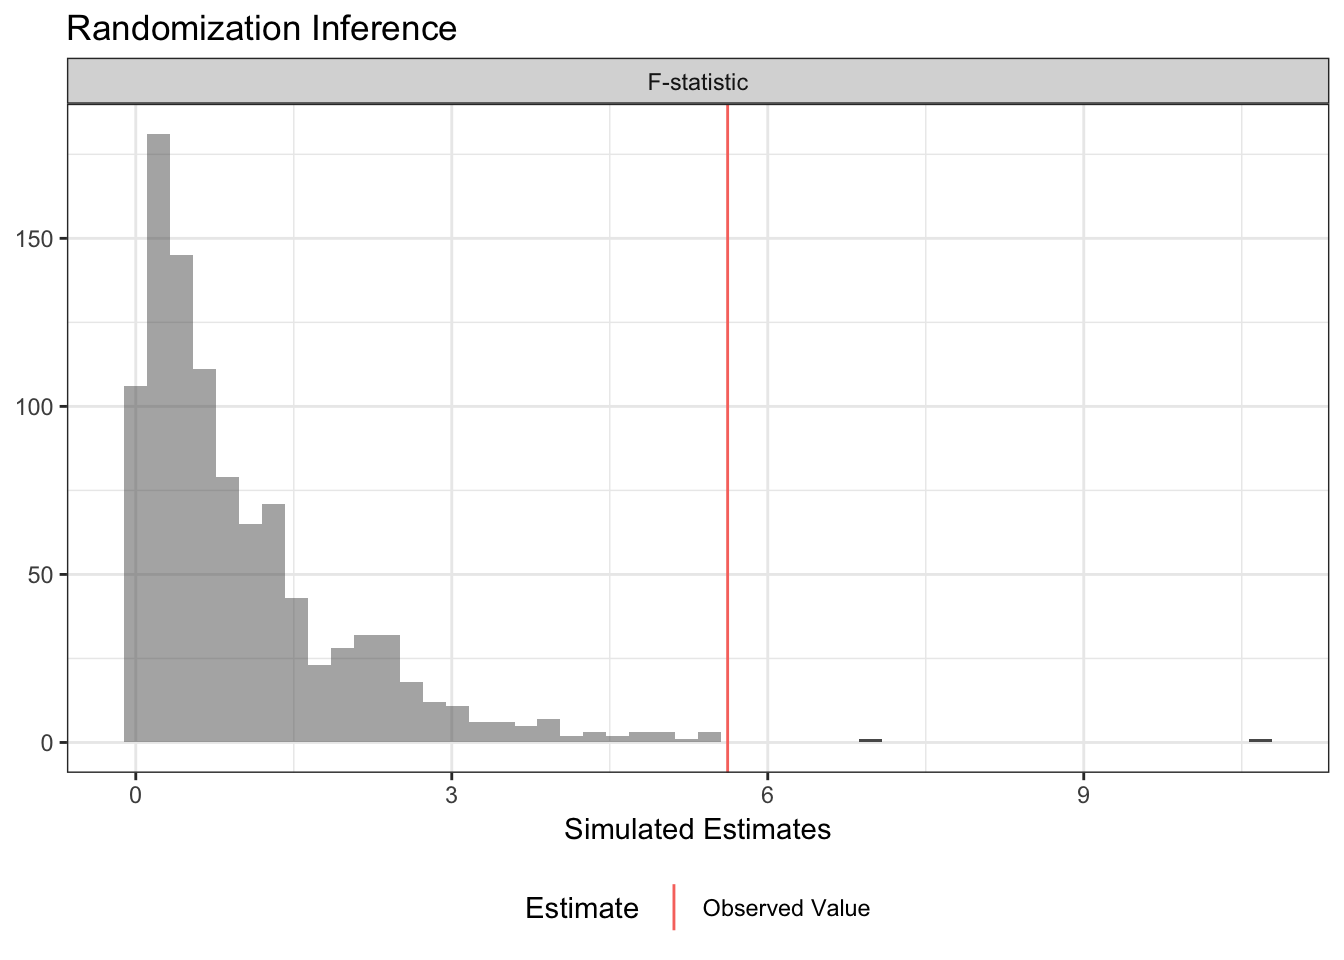 Randomization Inference
F-statistic
150
100
50
0
0 3 6 9
Simulated Estimates
Estimate Observed Value